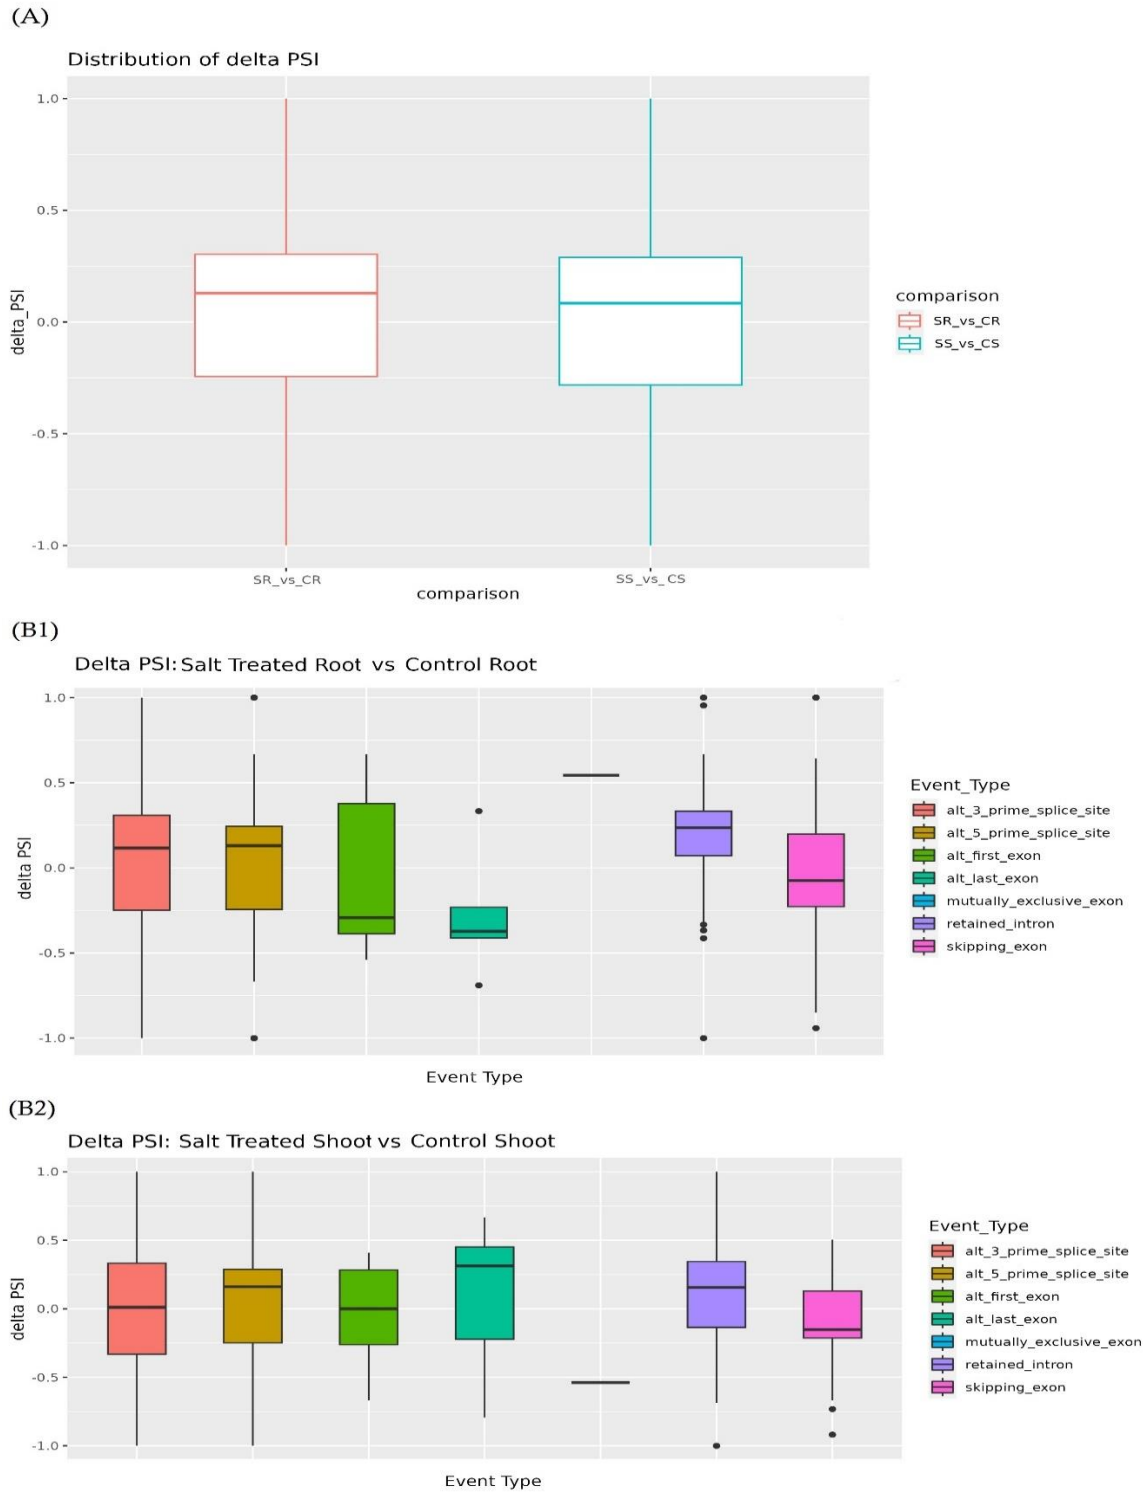 (A)
Distribution of delta PSI
1.0
0.5
0.0
-0.5
-1.0
delta_PSI
SR_vs_CR
SS_vs_CS
comparison
comparison
SR_vs_CR
SS_vs_CS
(B1)
Delta PSI: Salt Treated Root vs Control Root
1.0
0.5
0.0
-0.5
-1.0
delta PSI
Event Type
Event_Type
alt_3_prime_splice_site
alt_5_prime_splice_site
alt_first_exon
alt_last_exon
mutually_exclusive_exon
retained_intron
skipping_exon
(B2)
Delta PSI: Salt Treated Shoot vs Control Shoot
1.0
0.5
0.0
-0.5
-1.0
delta PSI
Event Type
Event_Type
alt_3_prime_splice_site
alt_5_prime_splice_site
alt_first_exon
alt_last_exon
mutually_exclusive_exon
retained_intron
skipping_exon